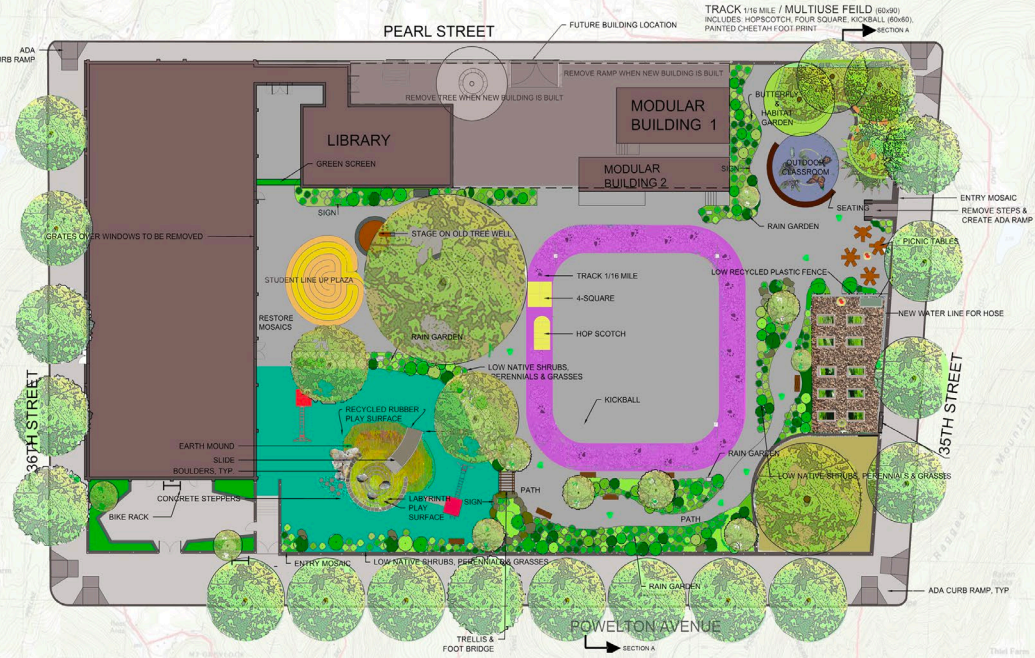 TRACK 1/16 MILE / MULTIUSE FEILD (60x90)
INCLUDES: HOPSCOTCH, FOUR SQUARE, KICKBALL (60x60),
PAINTED CHEETAH FOOT PRINT
SECTION A
PEARL STREET
FUTURE BUILDING LOCATION
ADA
CURB RAMP
REMOVE RAMP WHEN NEW BUILDING IS BUILT
REMOVE TREE WHEN NEW BUILDING IS BUILT
BUTTERFLY
&
HABITAT
GARDEN
MODULAR
BUILDING 1
LIBRARY
GREEN SCREEN
MODULAR
BUILDING 2
SIGN
OUTDOOR
CLASSROOM
SEATING
ENTRY MOSAIC
REMOVE STEPS &
CREATE ADA RAMP
SIGN
RAIN GARDEN
GRATES OVER WINDOWS TO BE REMOVED
STAGE ON OLD TREE WELL
PICNIC TABLES
STUDENT LINE UP PLAZA
TRACK 1/16 MILE
LOW RECYCLED PLASTIC FENCE
4-SQUARE
NEW WATER LINE FOR HOSE
RESTORE
MOSAICS
HOP SCOTCH
RAIN GARDEN
LOW NATIVE SHRUBS,
PERENNIALS & GRASSES
36TH STREET
35TH STREET
KICKBALL
RECYCLED RUBBER
PLAY SURFACE
EARTH MOUND
SLIDE
BOULDERS, TYP
RAIN GARDEN
LOW NATIVE SHRUBS, PERENNIALS & GRASSES
CONCRETE STEPPERS
LABYRINTH
PLAY
SURFACE
SIGN
PATH
BIKE RACK
PATH
ENTRY MOSAIC
LOW NATIVE SHRUBS, PERENNIALS & GRASSES
RAIN GARDEN
ADA CURB RAMP, TYP
POWELTON AVENUE
TRELLIS &
FOOT BRIDGE
SECTION A